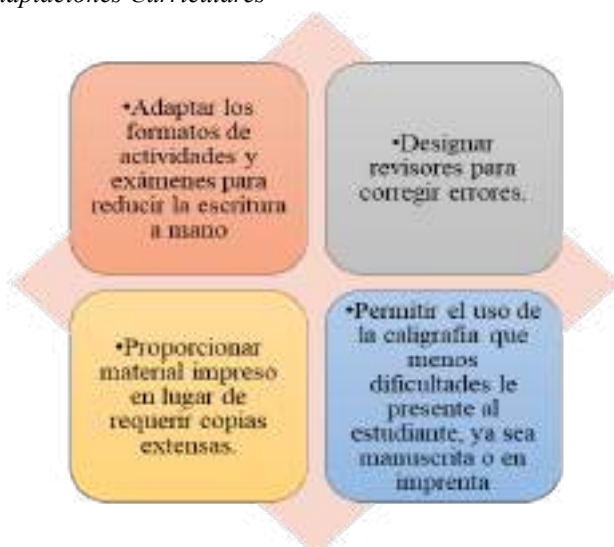 Curriculares
•Adaptar los
formatos de
actividades y
exámenes para
reducir la escritura
a mano
•Designar
revisores para
corregir errores.
•Proporcionar
material impreso
en lugar de
requerir copias
extensas.
•Permitir el uso de
la caligrafía que
menos
dificultades le
presente al
estudiante, ya sea
manuscrita o en
imprenta